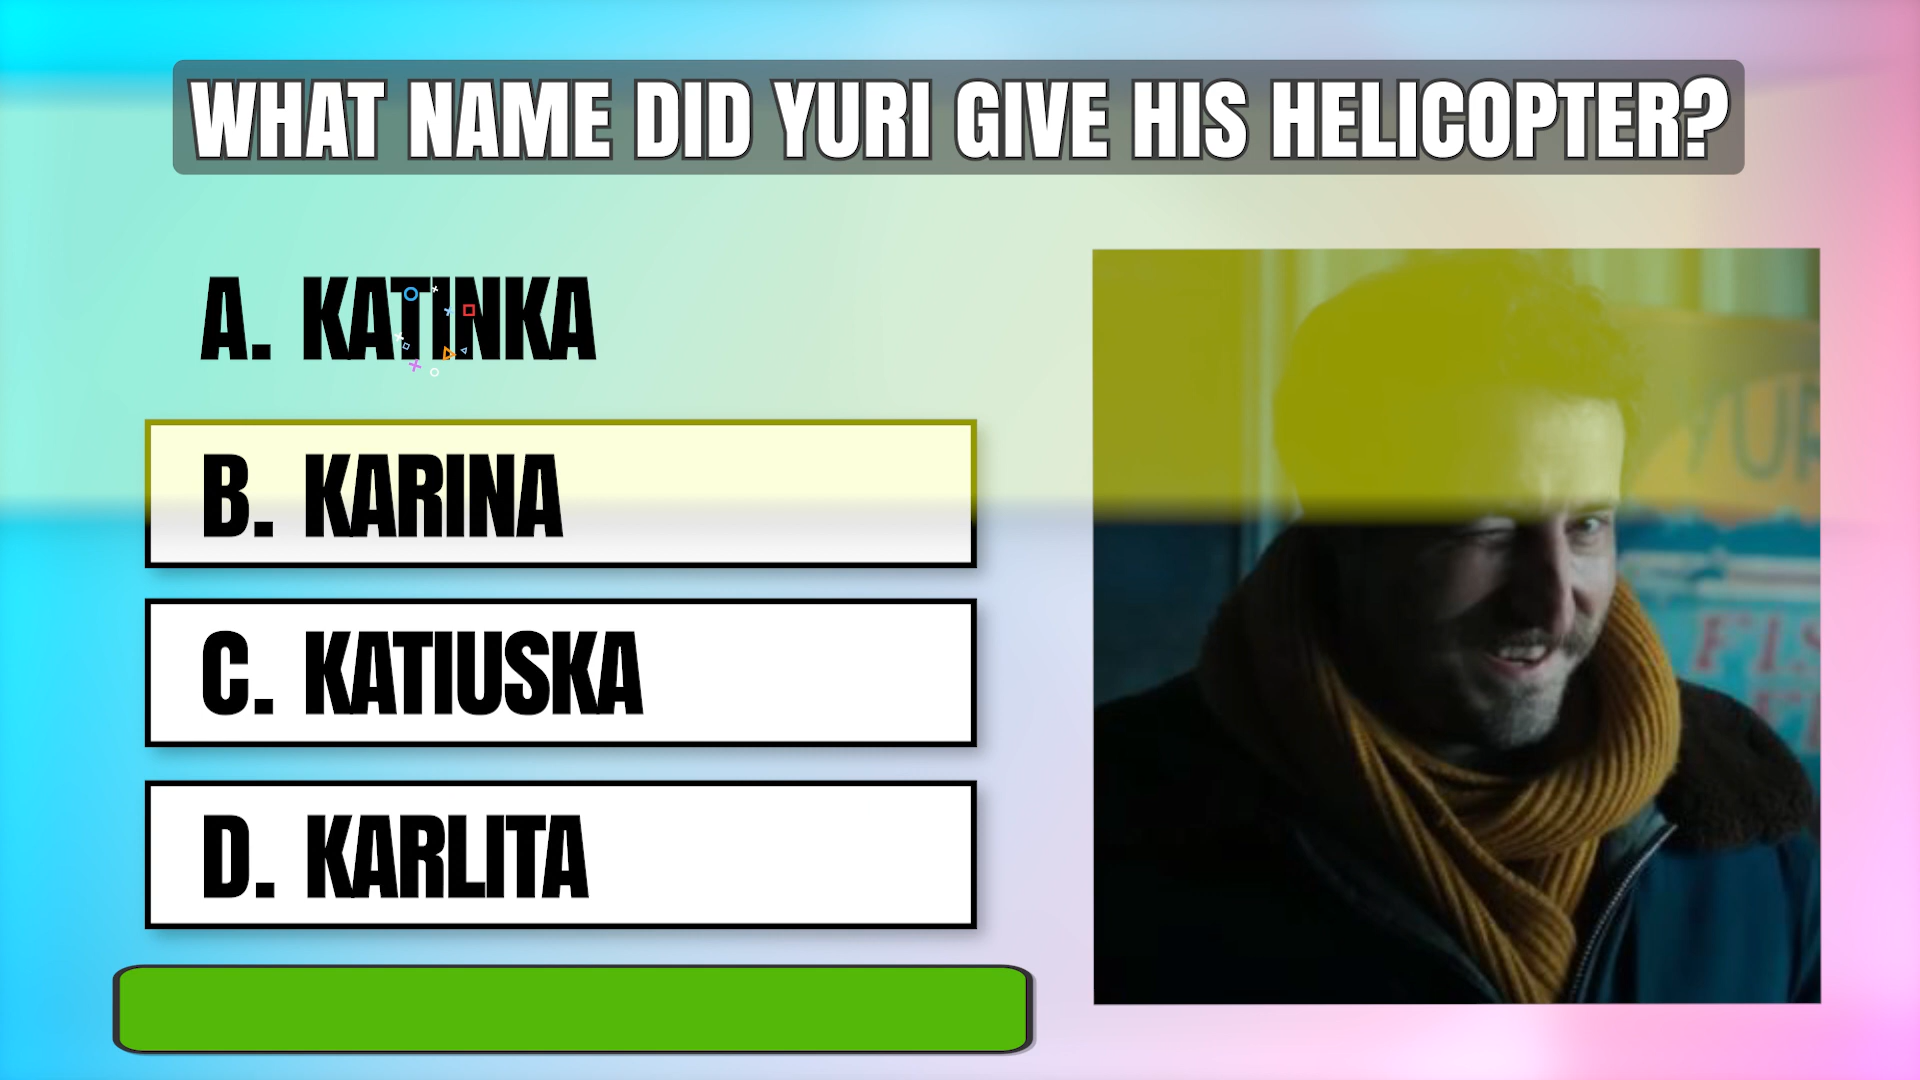 WHAT NAME DID YURI GIVE HIS HELICOPTER?
A. KATINKA
B. KARINA
C. KATIUSKA
D. KARLITA